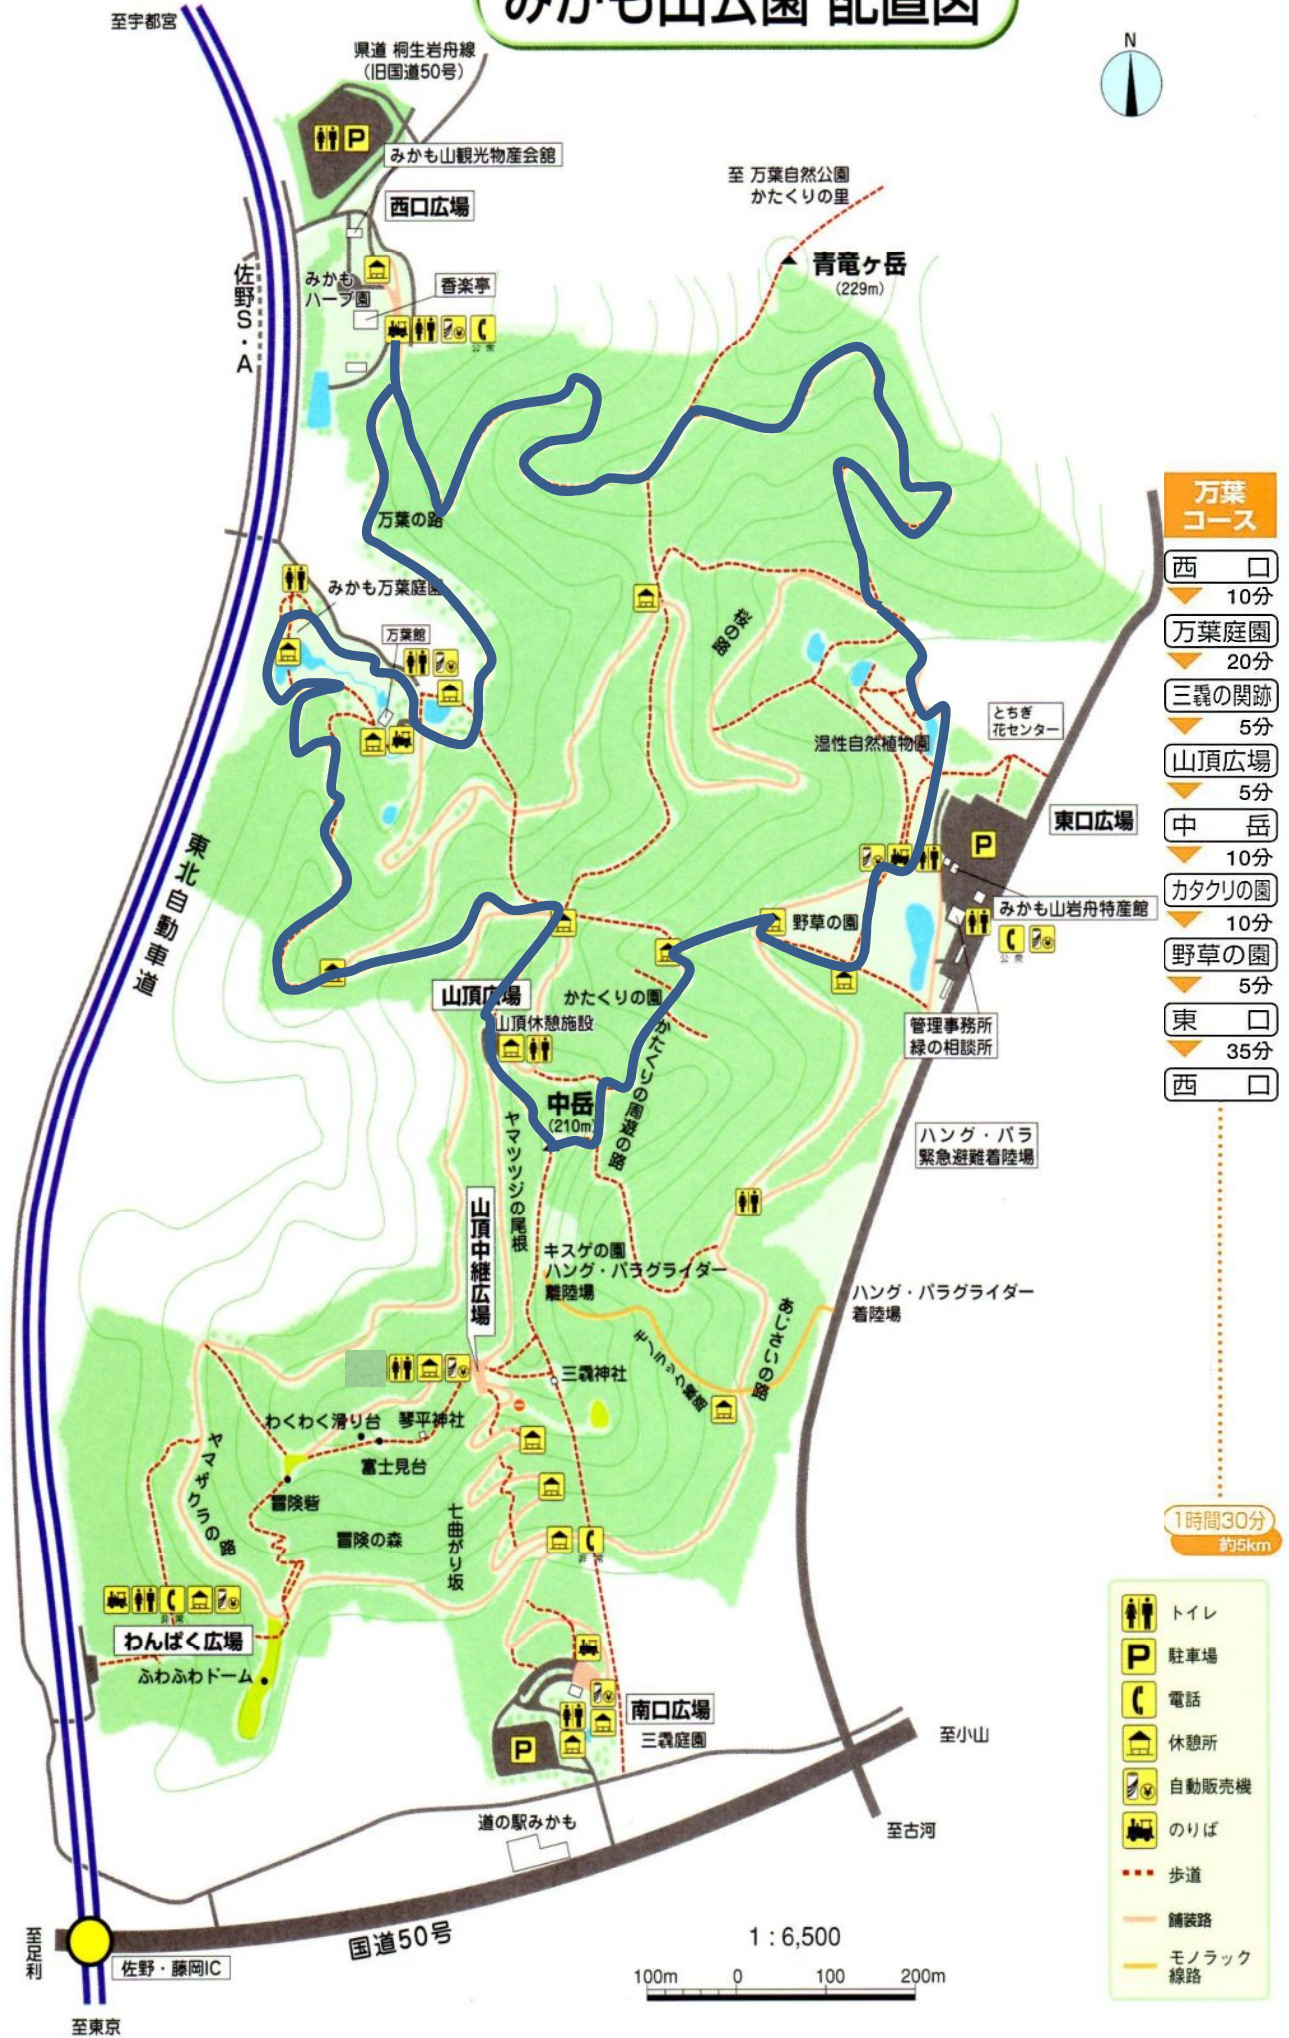 みかも山公園 配置図
至宇都宮
県道 桐生岩舟線
(旧国道50号)
N
P
みかも山観光物産会舘
西口広場
至 万葉自然公園
かたくりの里
青竜ヶ岳
(229m)
佐野S・A
みかも
ハーブ園
香楽亭
公衆
万葉の路
みかも万葉庭園
万葉館
桜の路
湿性自然植物園
とちぎ
花センター
東口広場
P
東北自動車道
野草の園
みかも山岩舟特産館
公衆
山頂広場
かたくりの園
山頂休憩施設
管理事務所
緑の相談所
かたくりの周遊の路
中岳
(210m)
ヤマツツジの尾根
ハング・パラ
緊急避難着陸場
山頂中継広場
キスゲの園
ハング・パラグライダー
離陸場
ハング・パラグライダー
着陸場
あじさいの路
モノラック線路
三毳神社
わくわく滑り台
琴平神社
富士見台
ヤマザクラの路
冒険砦
冒険の森
七曲がり坂
非常
非常
わんぱく広場
ふわふわドーム
南口広場
三毳庭園
P
至小山
道の駅みかも
至古河
国道50号
至足利
佐野・藤岡IC
至東京
1：6,500
100m 0 100 200m
万葉
コース
西口
10分
万葉庭園
20分
三毳の関跡
5分
山頂広場
5分
中岳
10分
カタクリの園
10分
野草の園
5分
東口
35分
西口
1時間30分
約5km
トイレ
P 駐車場
電話
休憩所
自動販売機
のりば
歩道
舗装路
モノラック
線路